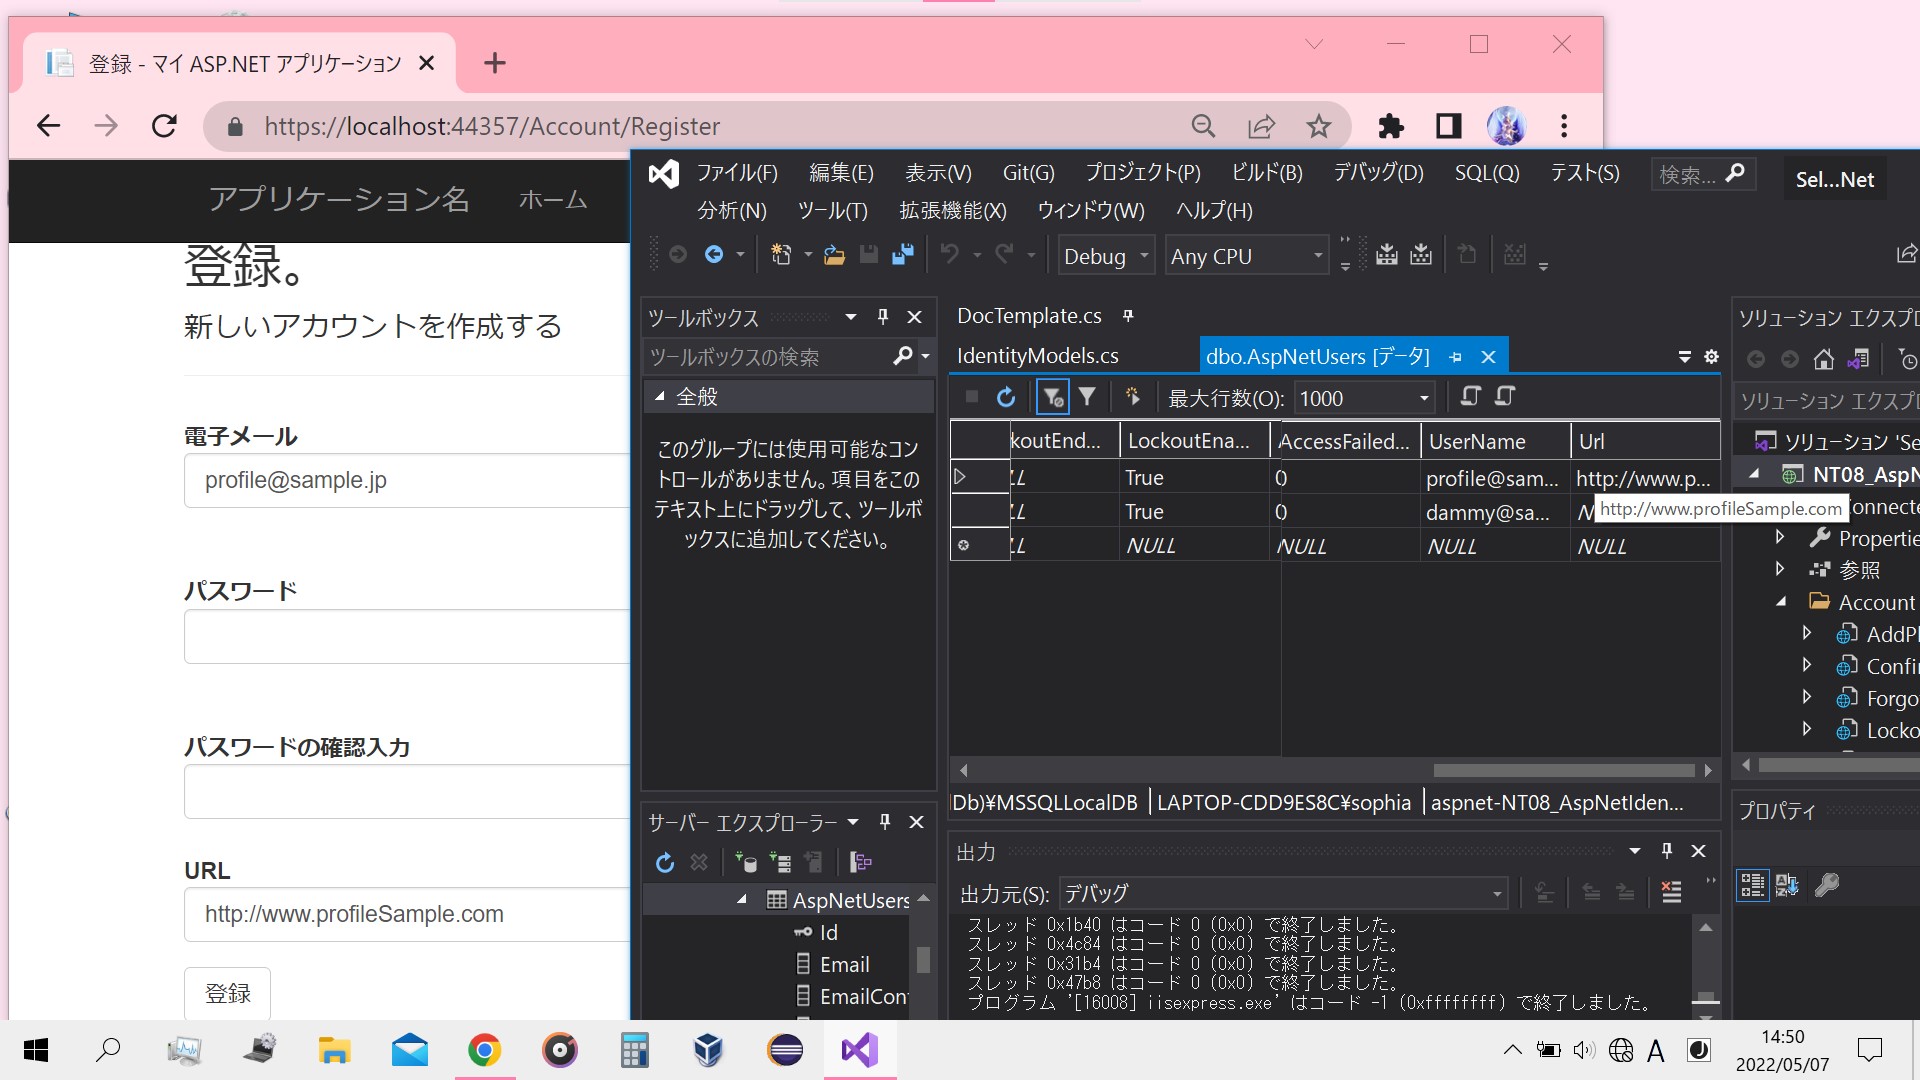 登録 - マイ ASP.NET アプリケーション
https://localhost:44357/Account/Register
アプリケーション名 ホーム
登録。
新しいアカウントを作成する
電子メール
profile@sample.jp
パスワード
パスワードの確認入力
URL
http://www.profileSample.com
登録
ファイル(F) 編集(E) 表示(V) Git(G) プロジェクト(P) ビルド(B) デバッグ(D) SQL(Q) テスト(S) 検索... Sel...Net
分析(N) ツール(T) 拡張機能(X) ウィンドウ(W) ヘルプ(H)
Debug Any CPU
ツールボックス
ツールボックスの検索
全般
このグループには使用可能なコン
トロールがありません。項目をこの
テキスト上にドラッグして、ツールボ
ックスに追加してください。
DocTemplate.cs
IdentityModels.cs dbo.AspNetUsers [データ]
最大行数(O): 1000
koutEnd... LockoutEna... AccessFailed... UserName Url
LL True 0 profile@sam... http://www.p...
LL True 0 dammy@sa... N
http://www.profileSample.com
LL NULL NULL NULL NULL
Db)¥MSSQLLocalDB LAPTOP-CDD9ES8C¥sophia aspnet-NT08_AspNetIden...
サーバー エクスプローラー
AspNetUsers
Id
Email
EmailCon
出力
出力元(S): デバッグ
スレッド 0x1b40 はコード 0 (0x0) で終了しました。
スレッド 0x4c84 はコード 0 (0x0) で終了しました。
スレッド 0x31b4 はコード 0 (0x0) で終了しました。
スレッド 0x47b8 はコード 0 (0x0) で終了しました。
プログラム '[16008] iisexpress.exe' はコード -1 (0xffffffff) で終了しました。
ソリューション エクスプロ
ソリューション エクスプロ
ソリューション 'Se
NT08_AspN
onnecte
Propertie
参照
Account
AddPh
Confi
Forgo
Locko
プロパティ
A
14:50
2022/05/07